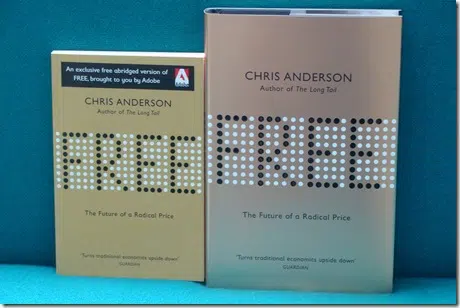 An exclusive free abridged version of
FREE, brought to you by Adobe
CHRIS ANDERSON
Author of The Long Tail
FREE
The Future of a Radical Price
'Turns traditional economics upside down'
GUARDIAN
CHRIS ANDERSON
Author of The Long Tail
FREE
The Future of a Radical Price
'Turns traditional economics upside down'
GUARDIAN